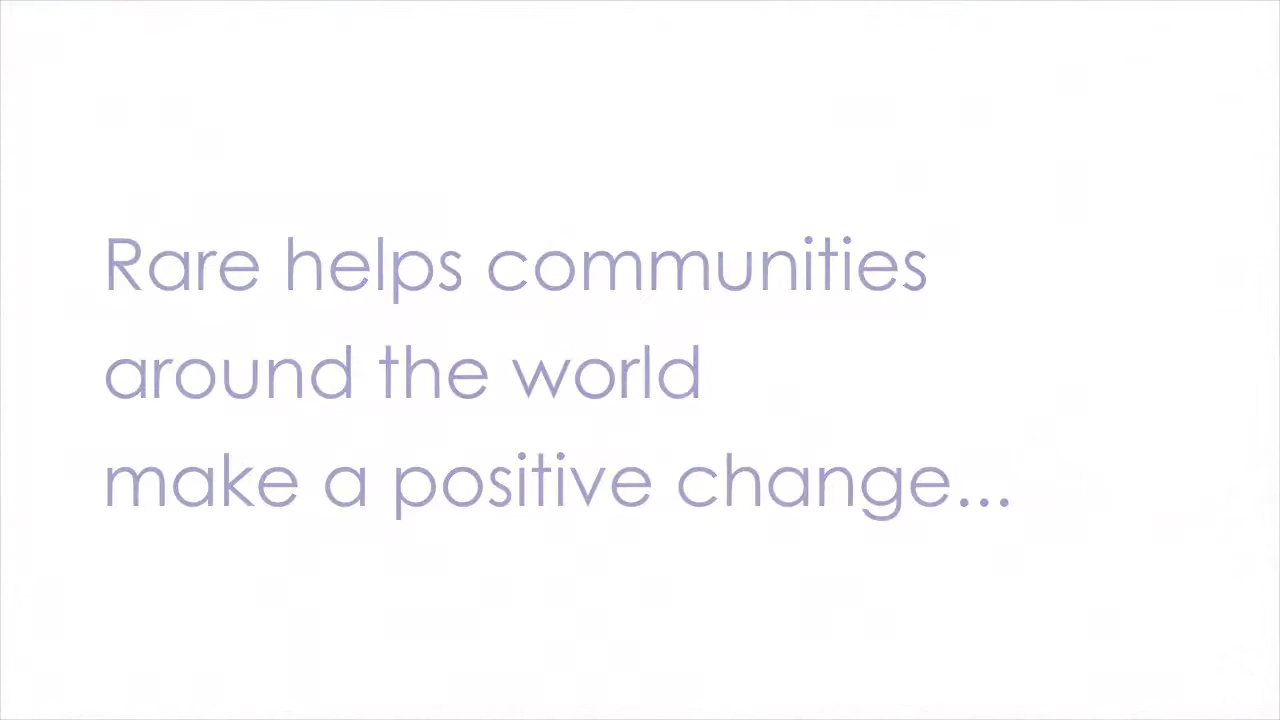 Rare helps communities
around the world
make a positive change...